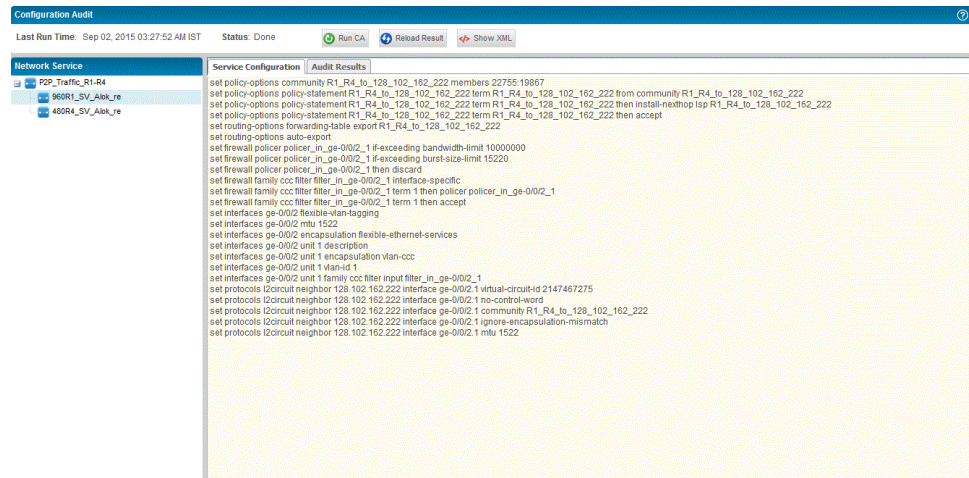 Configuration Audit
Last Run Time: Sep 02, 2015 03:27:52 AM IST Status: Done Run CA Reload Result Show XML
Network Service
P2P_Traffic_R1-R4
960R1_SV_Alok_re
480R4_SV_Alok_re
Service Configuration Audit Results
set policy-options community R1_R4_to_128_102_162_222 members 22755:19867
set policy-options policy-statement R1_R4_to_128_102_162_222 term R1_R4_to_128_102_162_222 from community R1_R4_to_128_102_162_222
set policy-options policy-statement R1_R4_to_128_102_162_222 term R1_R4_to_128_102_162_222 then install-nexthop lsp R1_R4_to_128_102_162_222
set policy-options policy-statement R1_R4_to_128_102_162_222 term R1_R4_to_128_102_162_222 then accept
set routing-options forwarding-table export R1_R4_to_128_102_162_222
set routing-options auto-export
set firewall policer policer_in_ge-0/0/2_1 if-exceeding bandwidth-limit 10000000
set firewall policer policer_in_ge-0/0/2_1 if-exceeding burst-size-limit 15220
set firewall policer policer_in_ge-0/0/2_1 then discard
set firewall family ccc filter filter_in_ge-0/0/2_1 interface-specific
set firewall family ccc filter filter_in_ge-0/0/2_1 term 1 then policer policer_in_ge-0/0/2_1
set firewall family ccc filter filter_in_ge-0/0/2_1 term 1 then accept
set interfaces ge-0/0/2 flexible-vlan-tagging
set interfaces ge-0/0/2 mtu 1522
set interfaces ge-0/0/2 encapsulation flexible-ethernet-services
set interfaces ge-0/0/2 unit 1 description
set interfaces ge-0/0/2 unit 1 encapsulation vlan-ccc
set interfaces ge-0/0/2 unit 1 vlan-id 1
set interfaces ge-0/0/2 unit 1 family ccc filter input filter_in_ge-0/0/2_1
set protocols l2circuit neighbor 128.102.162.222 interface ge-0/0/2.1 virtual-circuit-id 2147467275
set protocols l2circuit neighbor 128.102.162.222 interface ge-0/0/2.1 no-control-word
set protocols l2circuit neighbor 128.102.162.222 interface ge-0/0/2.1 community R1_R4_to_128_102_162_222
set protocols l2circuit neighbor 128.102.162.222 interface ge-0/0/2.1 ignore-encapsulation-mismatch
set protocols l2circuit neighbor 128.102.162.222 interface ge-0/0/2.1 mtu 1522